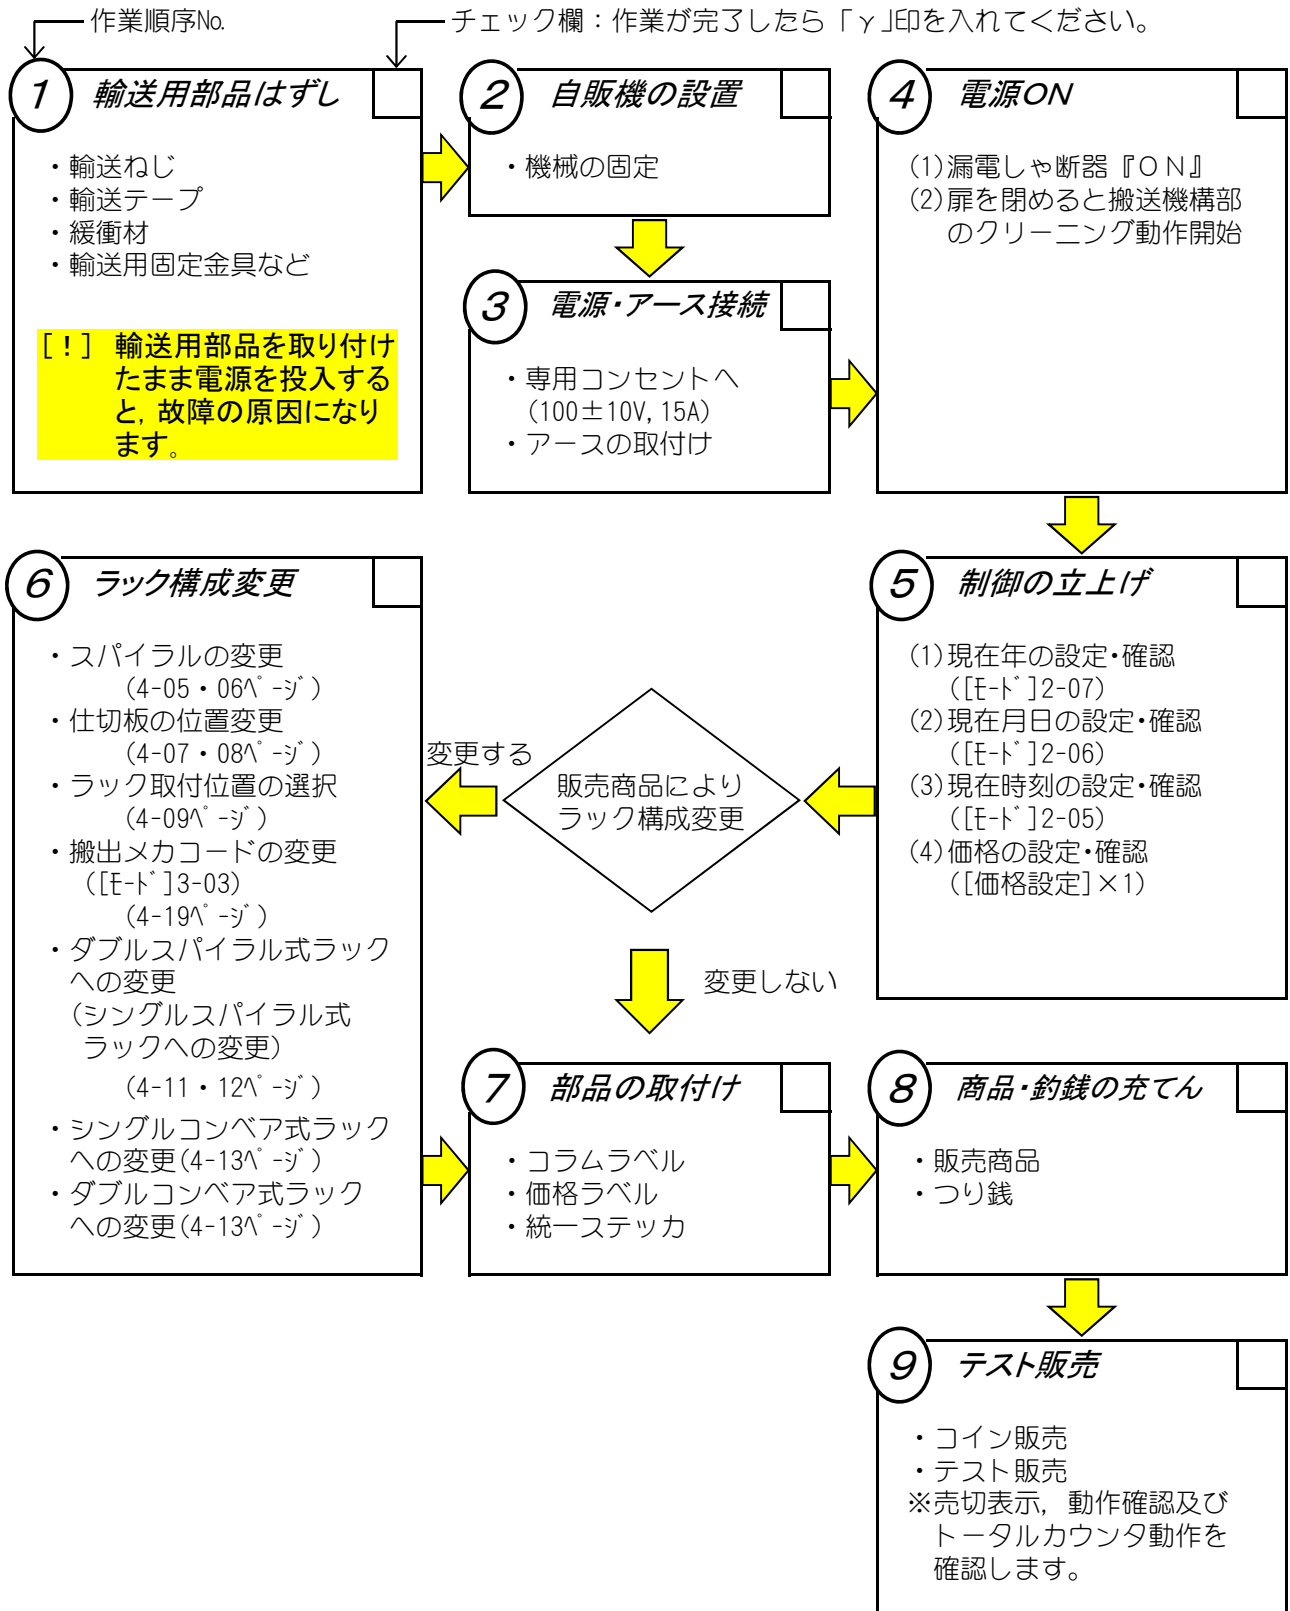 作業順序No.
チェック欄：作業が完了したら「γ」印を入れてください。
1 輸送用部品はずし
・輸送ねじ
・輸送テープ
・緩衝材
・輸送用固定金具など
[！] 輸送用部品を取り付け
たまま電源を投入する
と，故障の原因になり
ます。
2 自販機の設置
・機械の固定
3 電源・アース接続
・専用コンセントへ
(100±10V,15A)
・アースの取付け
4 電源ON
(1)漏電しゃ断器『ON』
(2)扉を閉めると搬送機構部
のクリーニング動作開始
5 制御の立上げ
(1)現在年の設定・確認
([ﾓｰﾄﾞ]2-07)
(2)現在月日の設定・確認
([ﾓｰﾄﾞ]2-06)
(3)現在時刻の設定・確認
([ﾓｰﾄﾞ]2-05)
(4)価格の設定・確認
([価格設定]×1)
販売商品により
ラック構成変更
変更する
変更しない
6 ラック構成変更
・スパイラルの変更
(4-05・06ﾍﾟｰｼﾞ)
・仕切板の位置変更
(4-07・08ﾍﾟｰｼﾞ)
・ラック取付位置の選択
(4-09ﾍﾟｰｼﾞ)
・搬出メカコードの変更
([ﾓｰﾄﾞ]3-03)
(4-19ﾍﾟｰｼﾞ)
・ダブルスパイラル式ラック
への変更
(シングルスパイラル式
ラックへの変更)
(4-11・12ﾍﾟｰｼﾞ)
・シングルコンベア式ラック
への変更(4-13ﾍﾟｰｼﾞ)
・ダブルコンベア式ラック
への変更(4-13ﾍﾟｰｼﾞ)
7 部品の取付け
・コラムラベル
・価格ラベル
・統一ステッカ
8 商品・釣銭の充てん
・販売商品
・つり銭
9 テスト販売
・コイン販売
・テスト販売
※売切表示，動作確認及び
トータルカウンタ動作を
確認します。